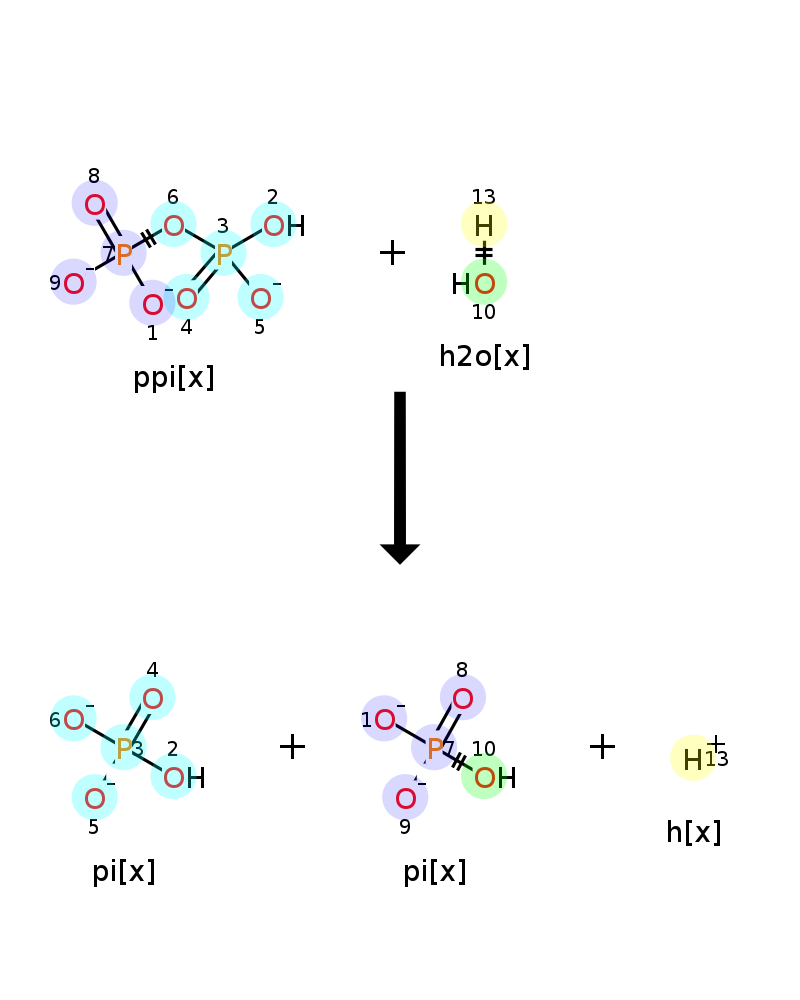 8 6 2 13
O O 3 OH H
7 P P +
9 O⁻ O⁻ O O⁻ HO
1 4 5 10
ppi[x] h2o[x]
4 8
O O
6 O⁻ P 3 2 + 1 O⁻ P 7 10 + H⁺ 13
O⁻ OH O⁻ OH
5 9
pi[x] pi[x] h[x]